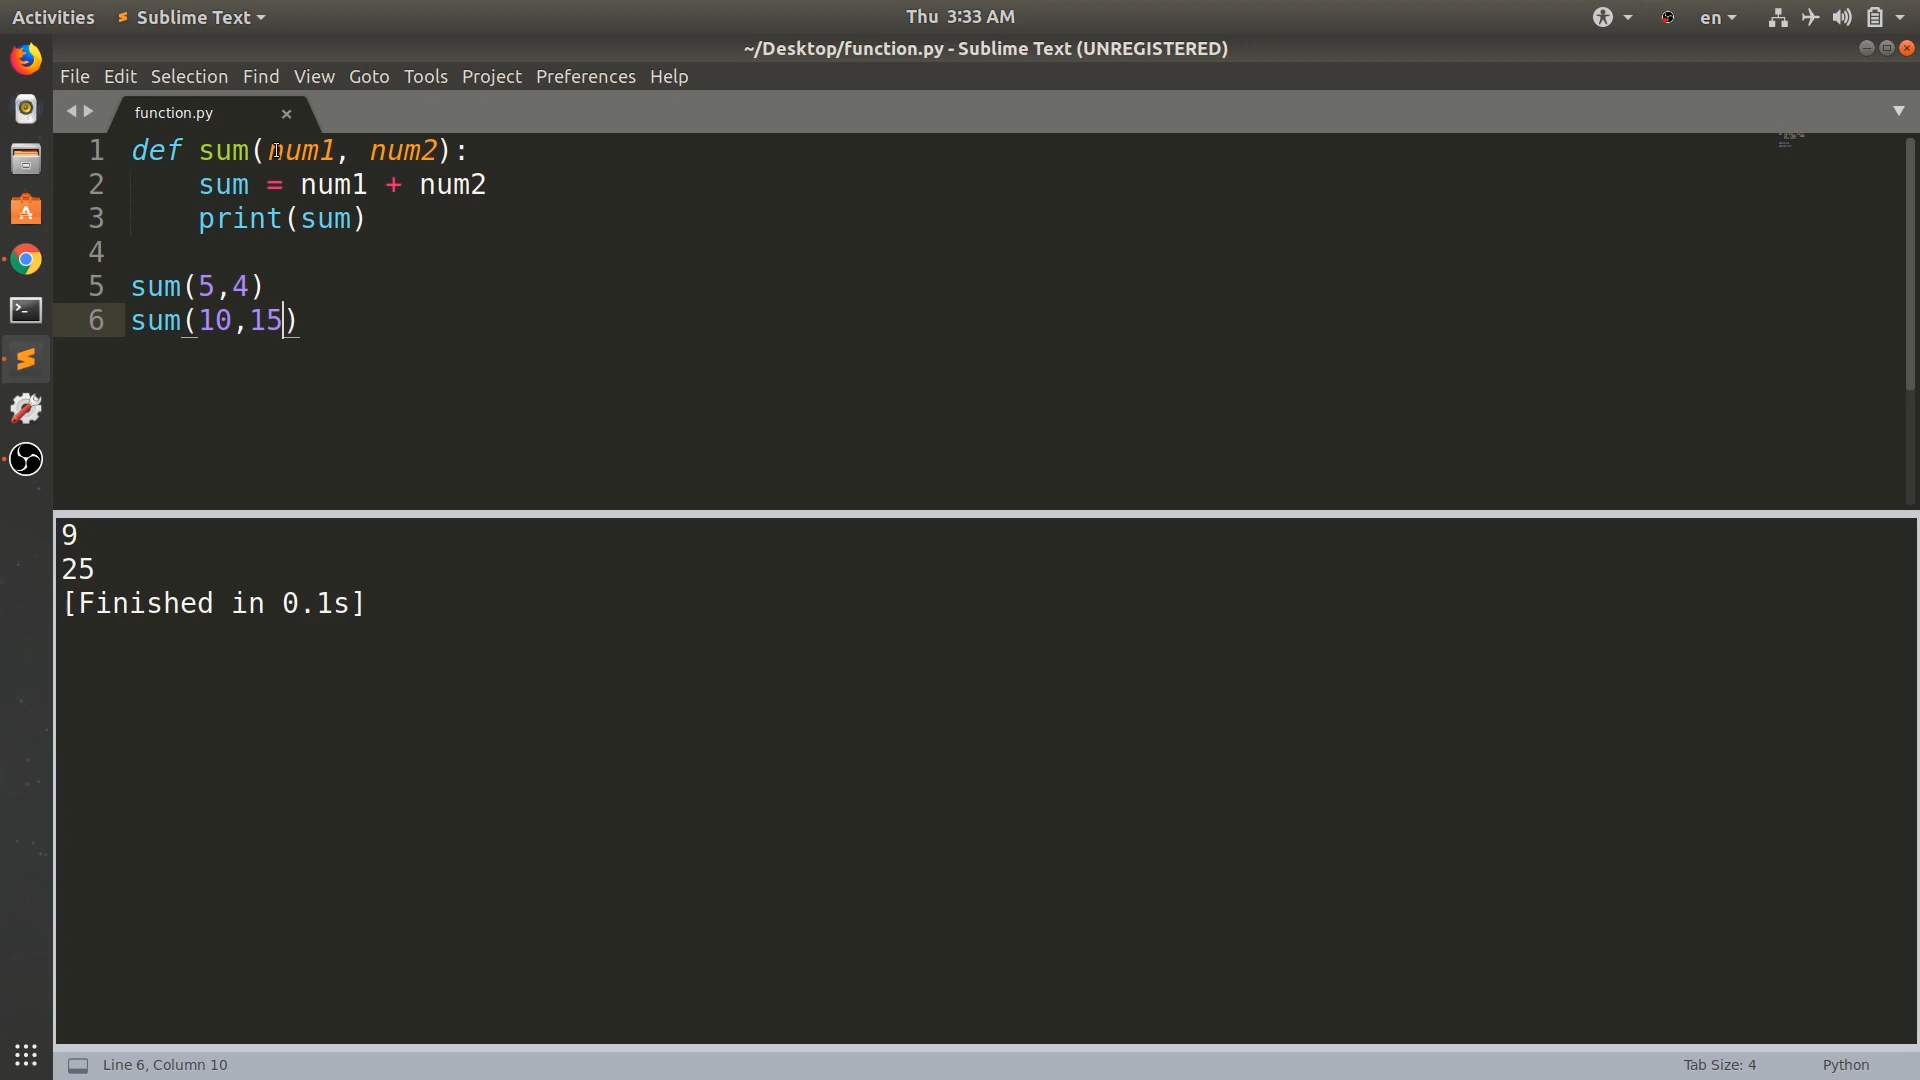 Activities Sublime Text Thu 3:33 AM en
~/Desktop/function.py - Sublime Text (UNREGISTERED)
File Edit Selection Find View Goto Tools Project Preferences Help
function.py
1 def sum(num1, num2):
2     sum = num1 + num2
3     print(sum)
4
5 sum(5,4)
6 sum(10,15)
9
25
[Finished in 0.1s]
Line 6, Column 10 Tab Size: 4 Python